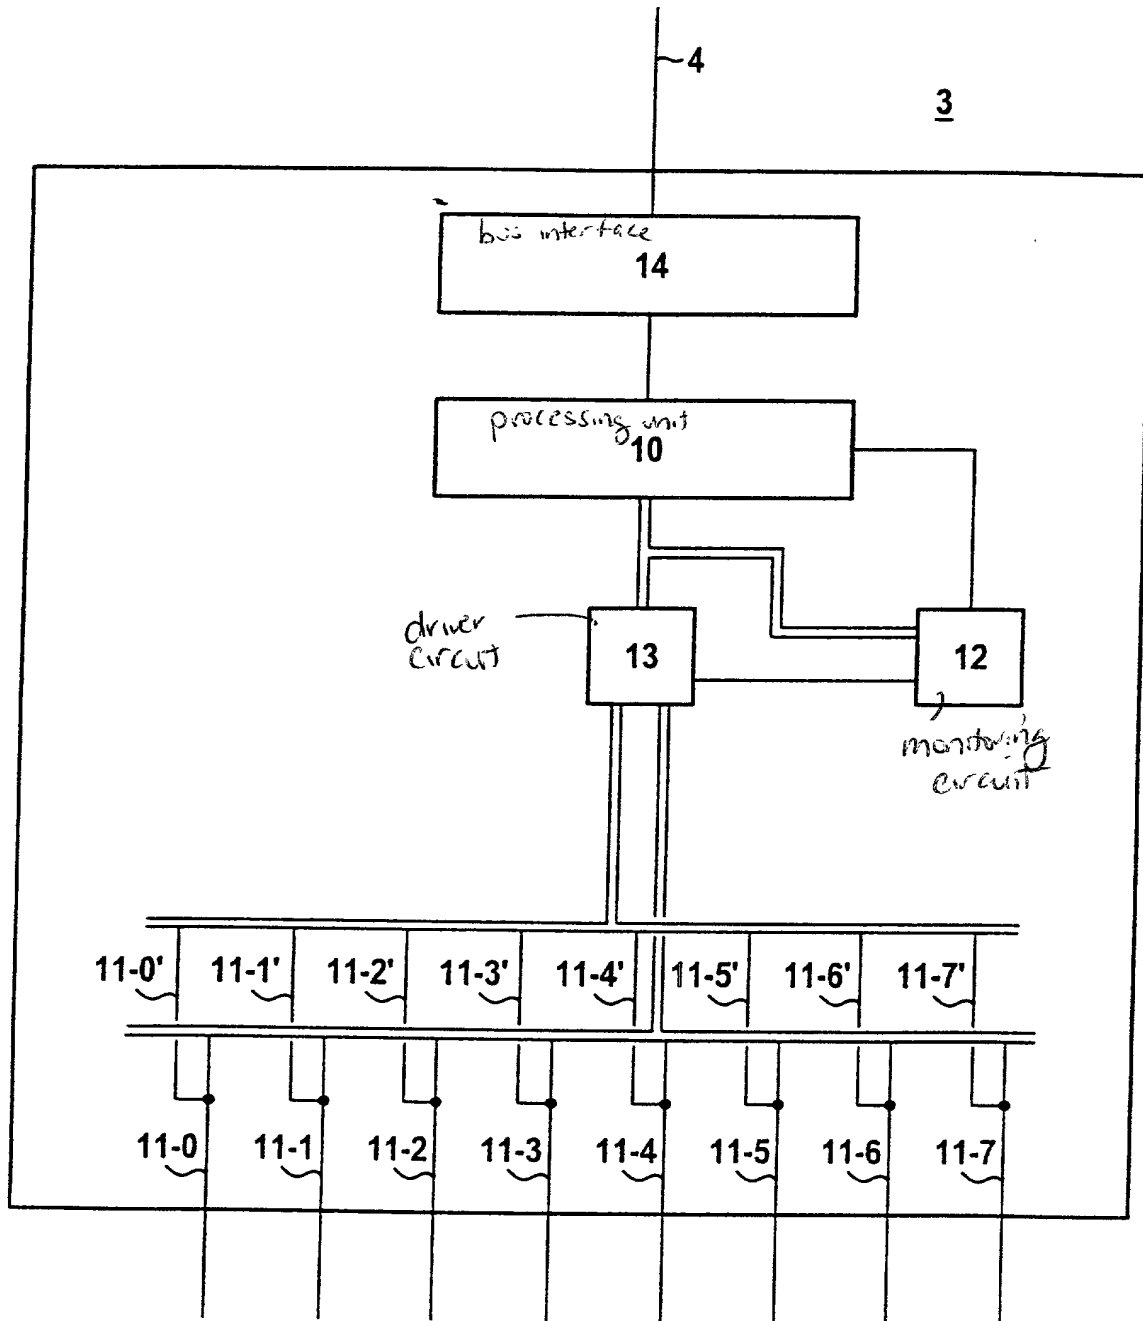 4
3
bus interface
14
processing unit
10
driver
circuit
13
12
monitoring
circuit
11-0' 11-1' 11-2' 11-3' 11-4' 11-5' 11-6' 11-7'
11-0 11-1 11-2 11-3 11-4 11-5 11-6 11-7